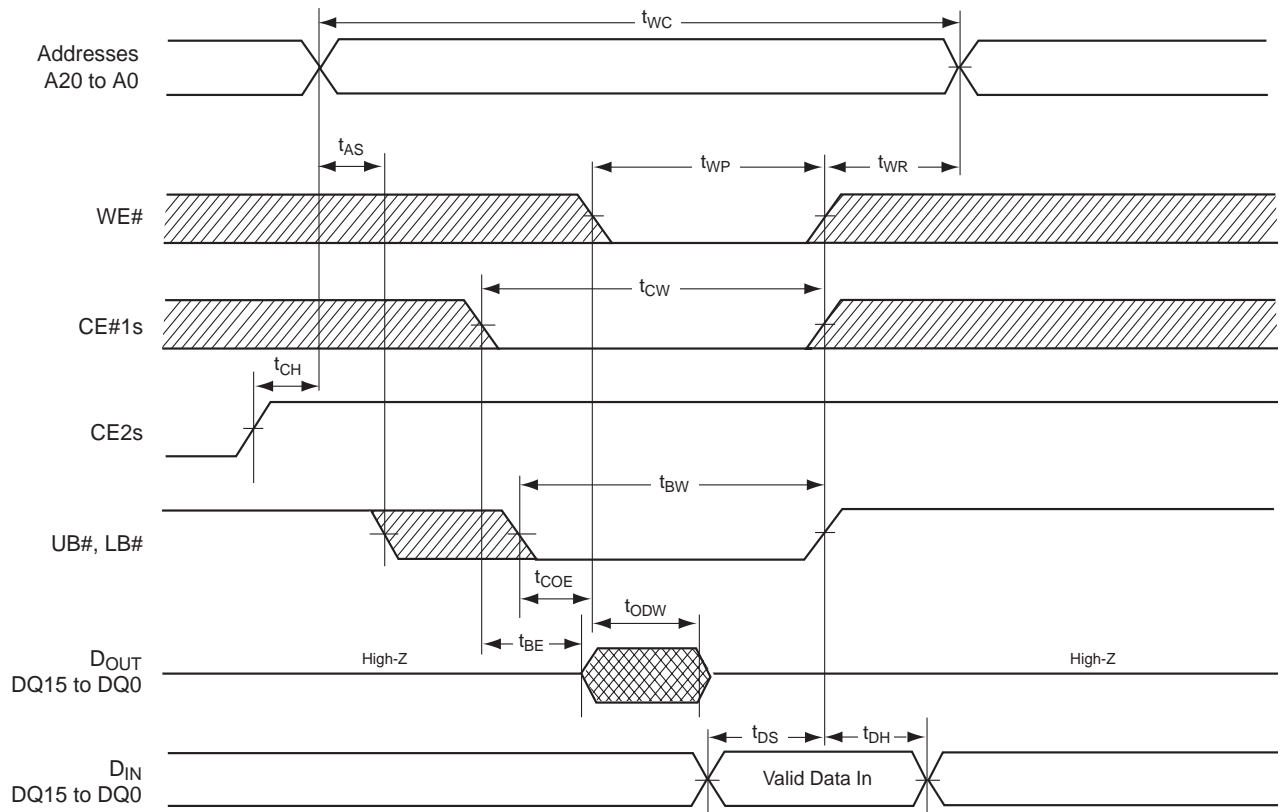 tWC
Addresses
A20 to A0
tAS
tWP
tWR
WE#
tCW
CE#1s
tCH
CE2s
tBW
UB#, LB#
tCOE
tODW
tBE
DOUT
DQ15 to DQ0
High-Z
High-Z
tDS
tDH
DIN
DQ15 to DQ0
Valid Data In